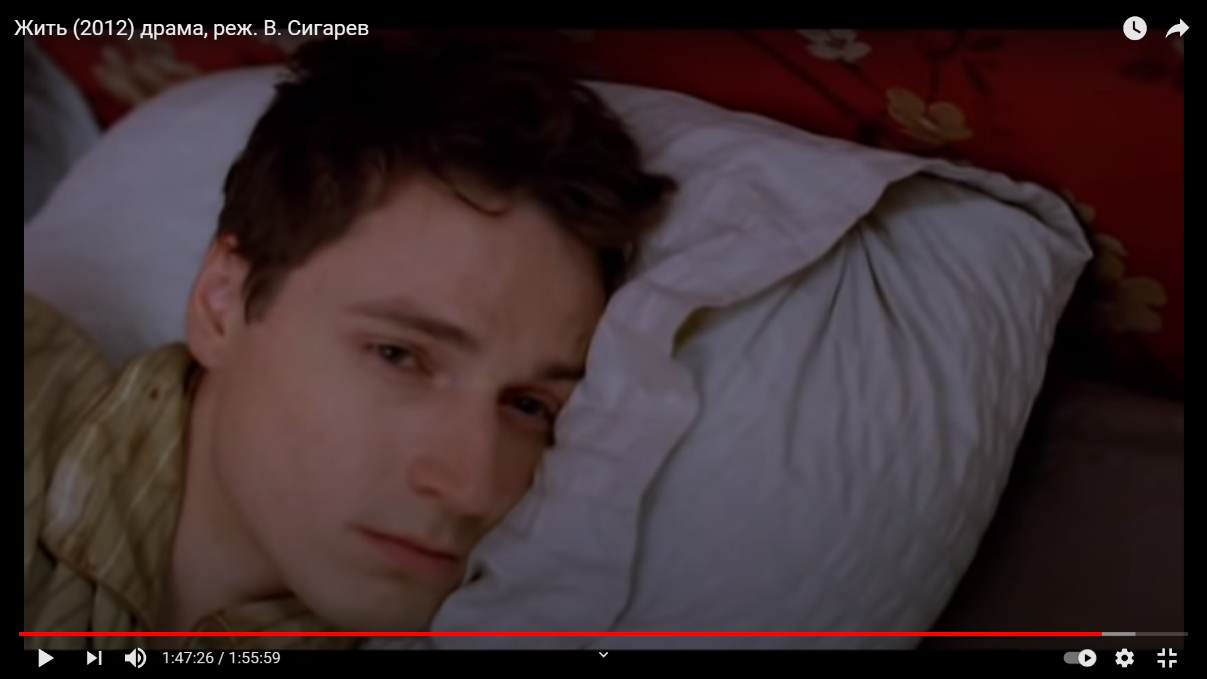 Жить (2012) драма, реж. В. Сигарев
1:47:26 / 1:55:59